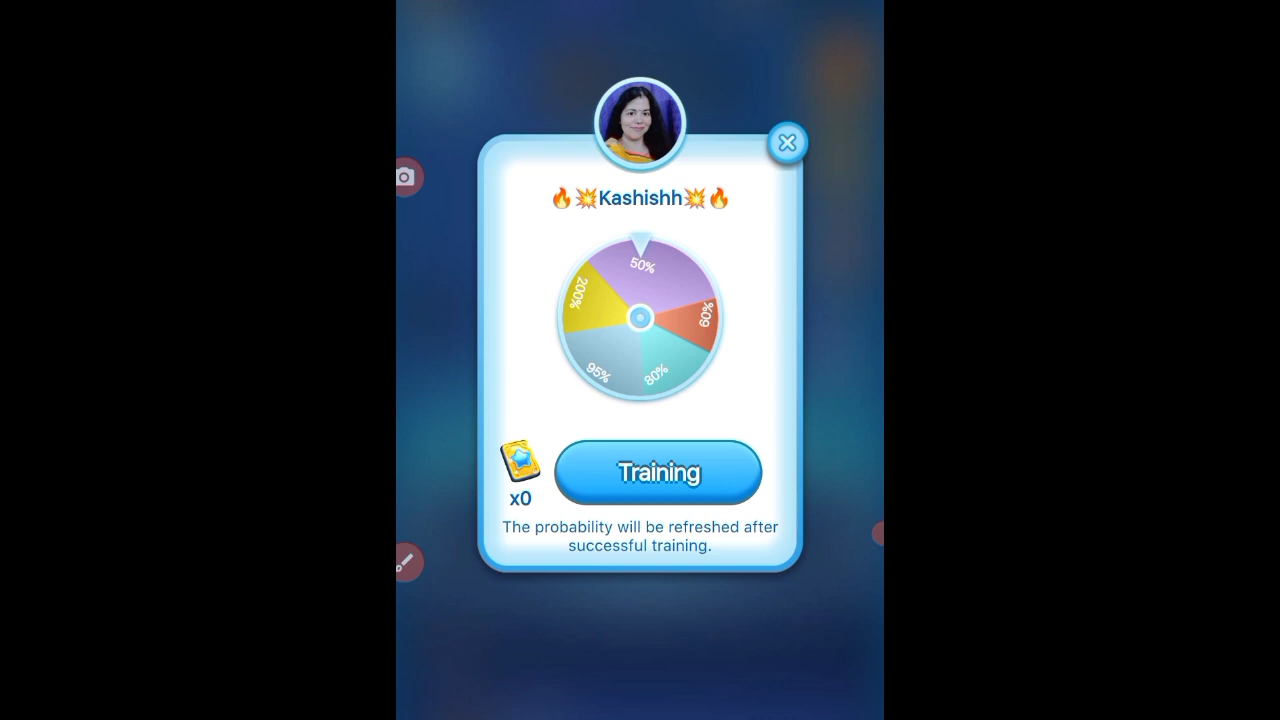 🔥💥Kashishh💥🔥
50%
200%
60%
95%
80%
Training
x0
The probability will be refreshed after
successful training.